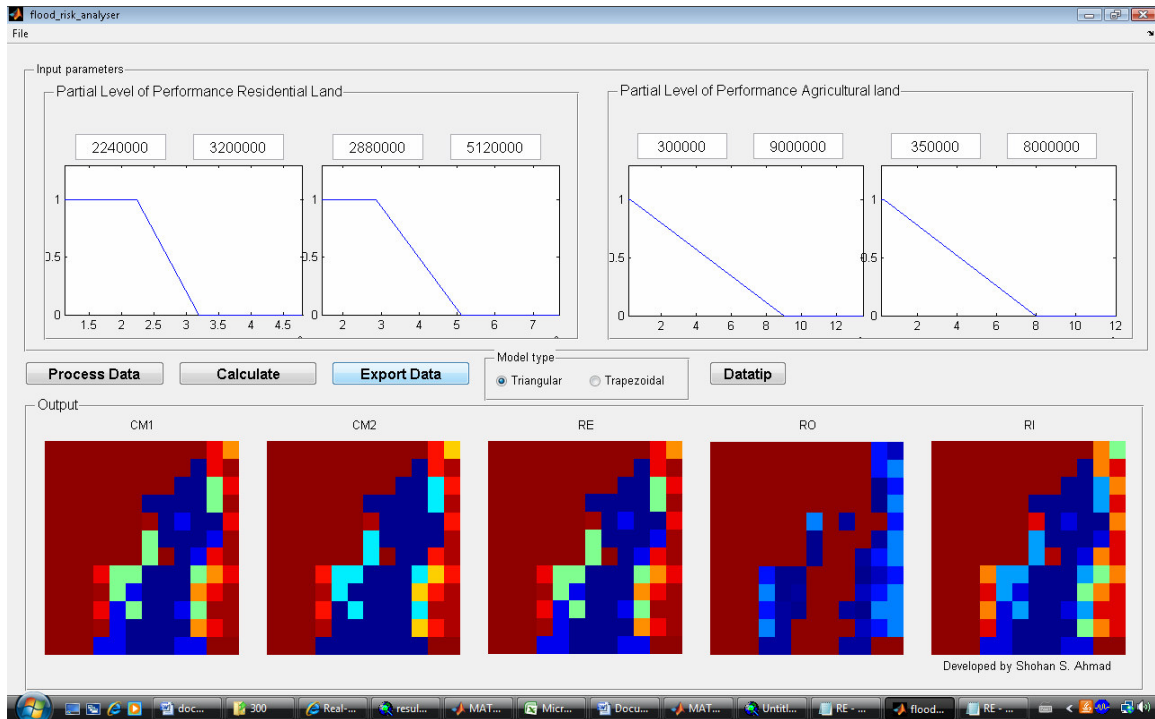 flood_risk_analyser
File
Input parameters
Partial Level of Performance Residential Land
Partial Level of Performance Agricultural land
2240000 3200000 2880000 5120000 300000 9000000 350000 8000000
1 1 1 1
0.5 0.5 0.5 0.5
0 0 0 0
1.5 2 2.5 3 3.5 4 4.5 2 3 4 5 6 7 2 4 6 8 10 12 2 4 6 8 10 12
Process Data Calculate Export Data Model type Datatip
Triangular Trapezoidal
Output
CM1 CM2 RE RO RI
Developed by Shohan S. Ahmad
doc... 300 Real-... resul... MAT... Micr... Docu... MAT... Untitl... RE - ... flood... RE - ...